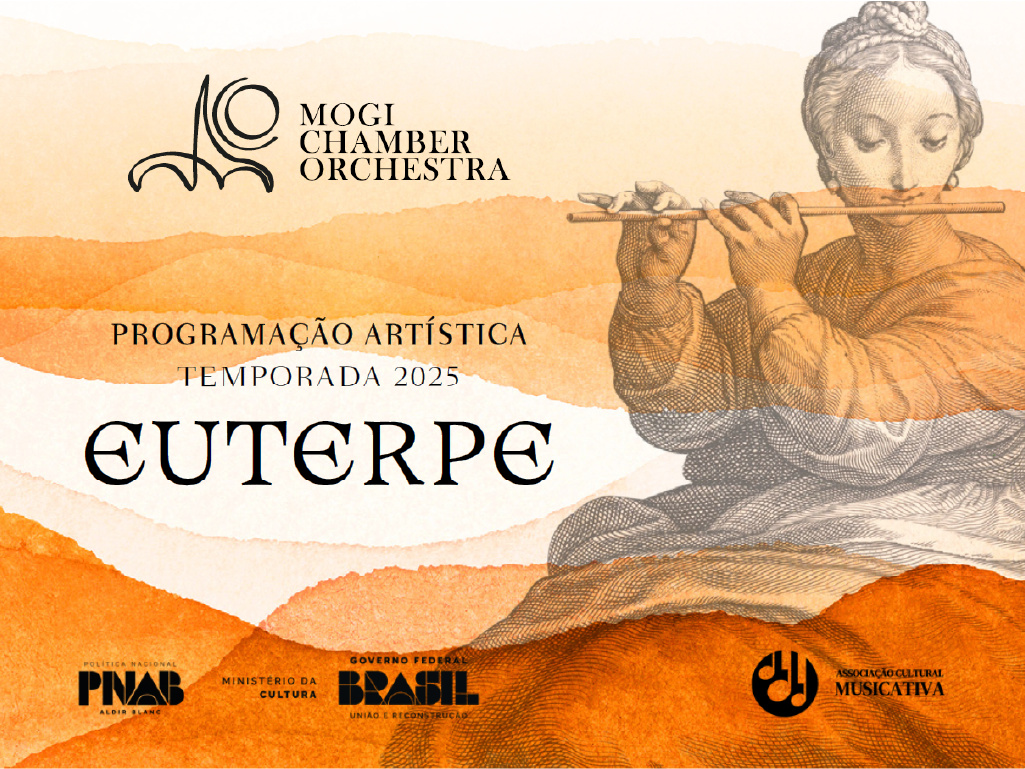 MOGI
CHAMBER
ORCHESTRA
PROGRAMAÇÃO ARTÍSTICA
TEMPORADA 2025
EUTERPE
POLÍTICA NACIONAL
PNAB
ALDIR BLANC
MINISTÉRIO DA
CULTURA
GOVERNO FEDERAL
BRASIL
UNIÃO E RECONSTRUÇÃO
ASSOCIAÇÃO CULTURAL
MUSICATIVA